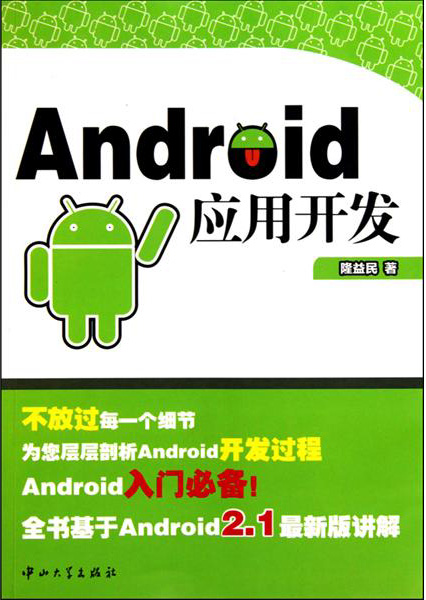 Android
应用开发
隆益民 著
不放过每一个细节
为您层层剖析Android开发过程
Android入门必备!
全书基于Android2.1最新版讲解
中山大学出版社